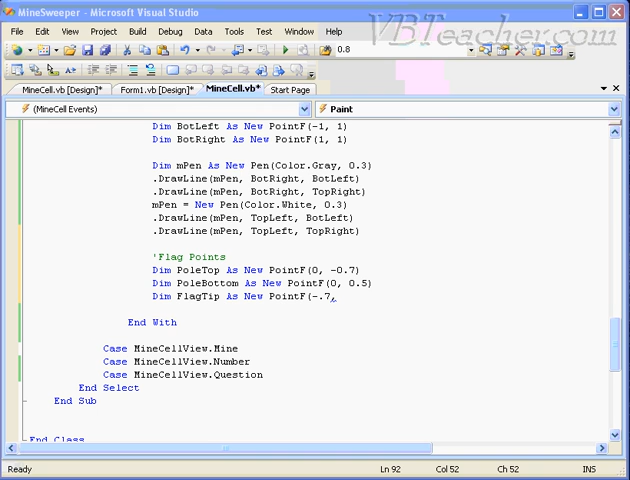 MineSweeper - Microsoft Visual Studio
VBTeacher.com
File Edit View Project Build Debug Data Tools Test Window Help
0.8
MineCell.vb [Design]* Form1.vb [Design]* MineCell.vb* Start Page
(MineCell Events) Paint
Dim BotLeft As New PointF(-1, 1)
Dim BotRight As New PointF(1, 1)
Dim mPen As New Pen(Color.Gray, 0.3)
.DrawLine(mPen, BotRight, BotLeft)
.DrawLine(mPen, BotRight, TopRight)
mPen = New Pen(Color.White, 0.3)
.DrawLine(mPen, TopLeft, BotLeft)
.DrawLine(mPen, TopLeft, TopRight)
'Flag Points
Dim PoleTop As New PointF(0, -0.7)
Dim PoleBottom As New PointF(0, 0.5)
Dim FlagTip As New PointF(-.7,
End With
Case MineCellView.Mine
Case MineCellView.Number
Case MineCellView.Question
End Select
End Sub
End Class
Ready Ln 92 Col 52 Ch 52 INS